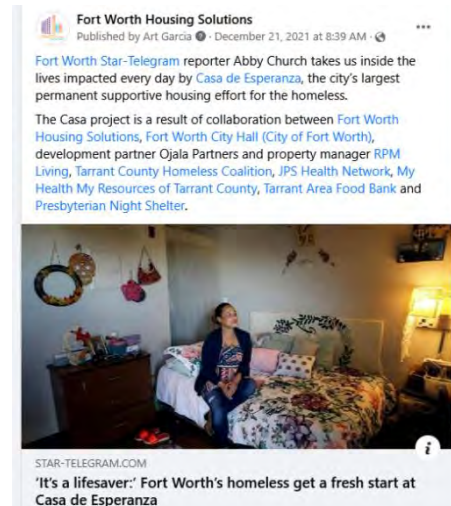 Fort Worth Housing Solutions
Published by Art Garcia · December 21, 2021 at 8:39 AM ·
Fort Worth Star-Telegram reporter Abby Church takes us inside the
lives impacted every day by Casa de Esperanza, the city's largest
permanent supportive housing effort for the homeless.
The Casa project is a result of collaboration between Fort Worth
Housing Solutions, Fort Worth City Hall (City of Fort Worth),
development partner Ojala Partners and property manager RPM
Living, Tarrant County Homeless Coalition, JPS Health Network, My
Health My Resources of Tarrant County, Tarrant Area Food Bank and
Presbyterian Night Shelter.
STAR-TELEGRAM.COM
'It's a lifesaver:' Fort Worth's homeless get a fresh start at
Casa de Esperanza